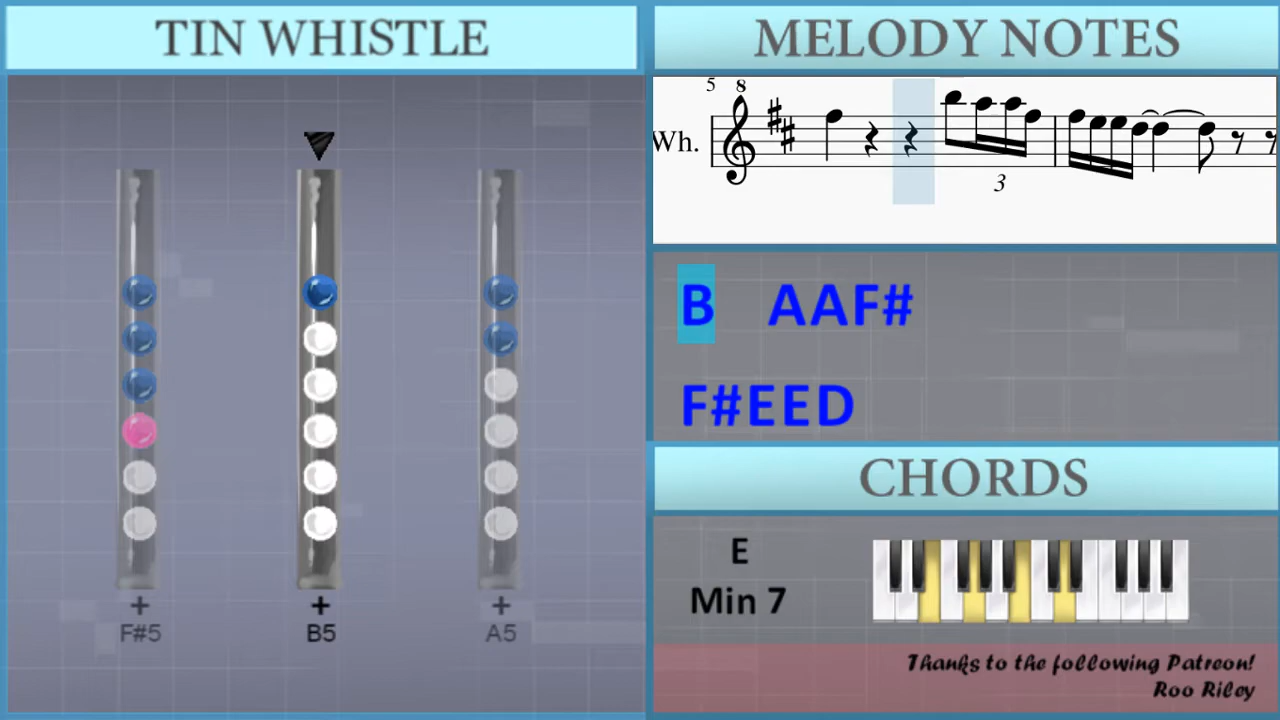 TIN WHISTLE
+
F#5
+
B5
+
A5
MELODY NOTES
5
8
Wh.
3
B AAF#
F#EED
CHORDS
E
Min 7
Thanks to the following Patreon!
Roo Riley